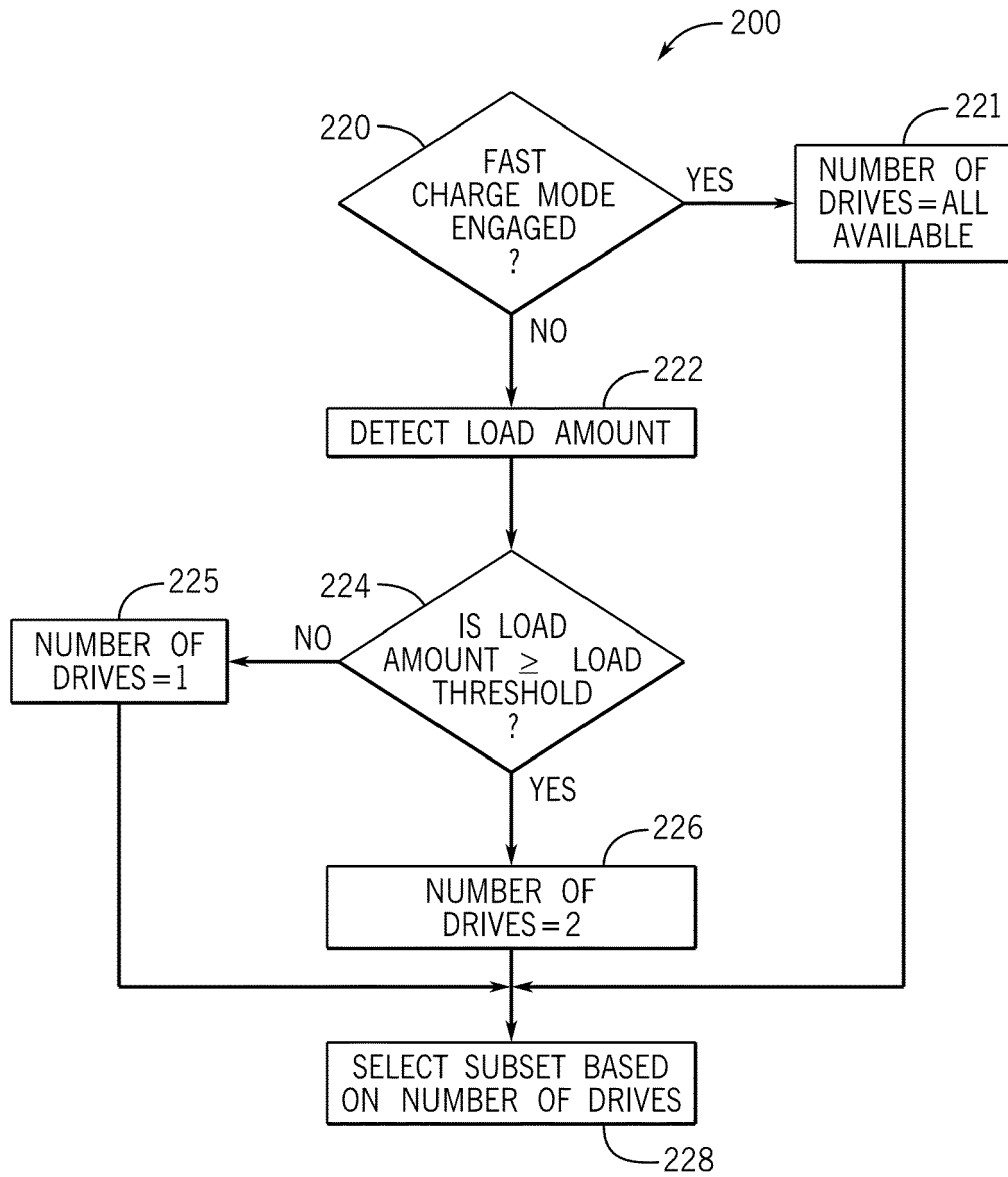 200
220
FAST
CHARGE MODE
ENGAGED
?
YES
221
NUMBER OF
DRIVES=ALL
AVAILABLE
NO
222
DETECT LOAD AMOUNT
224
IS LOAD
AMOUNT ≥ LOAD
THRESHOLD
?
NO
225
NUMBER OF
DRIVES=1
YES
226
NUMBER OF
DRIVES=2
SELECT SUBSET BASED
ON NUMBER OF DRIVES
228